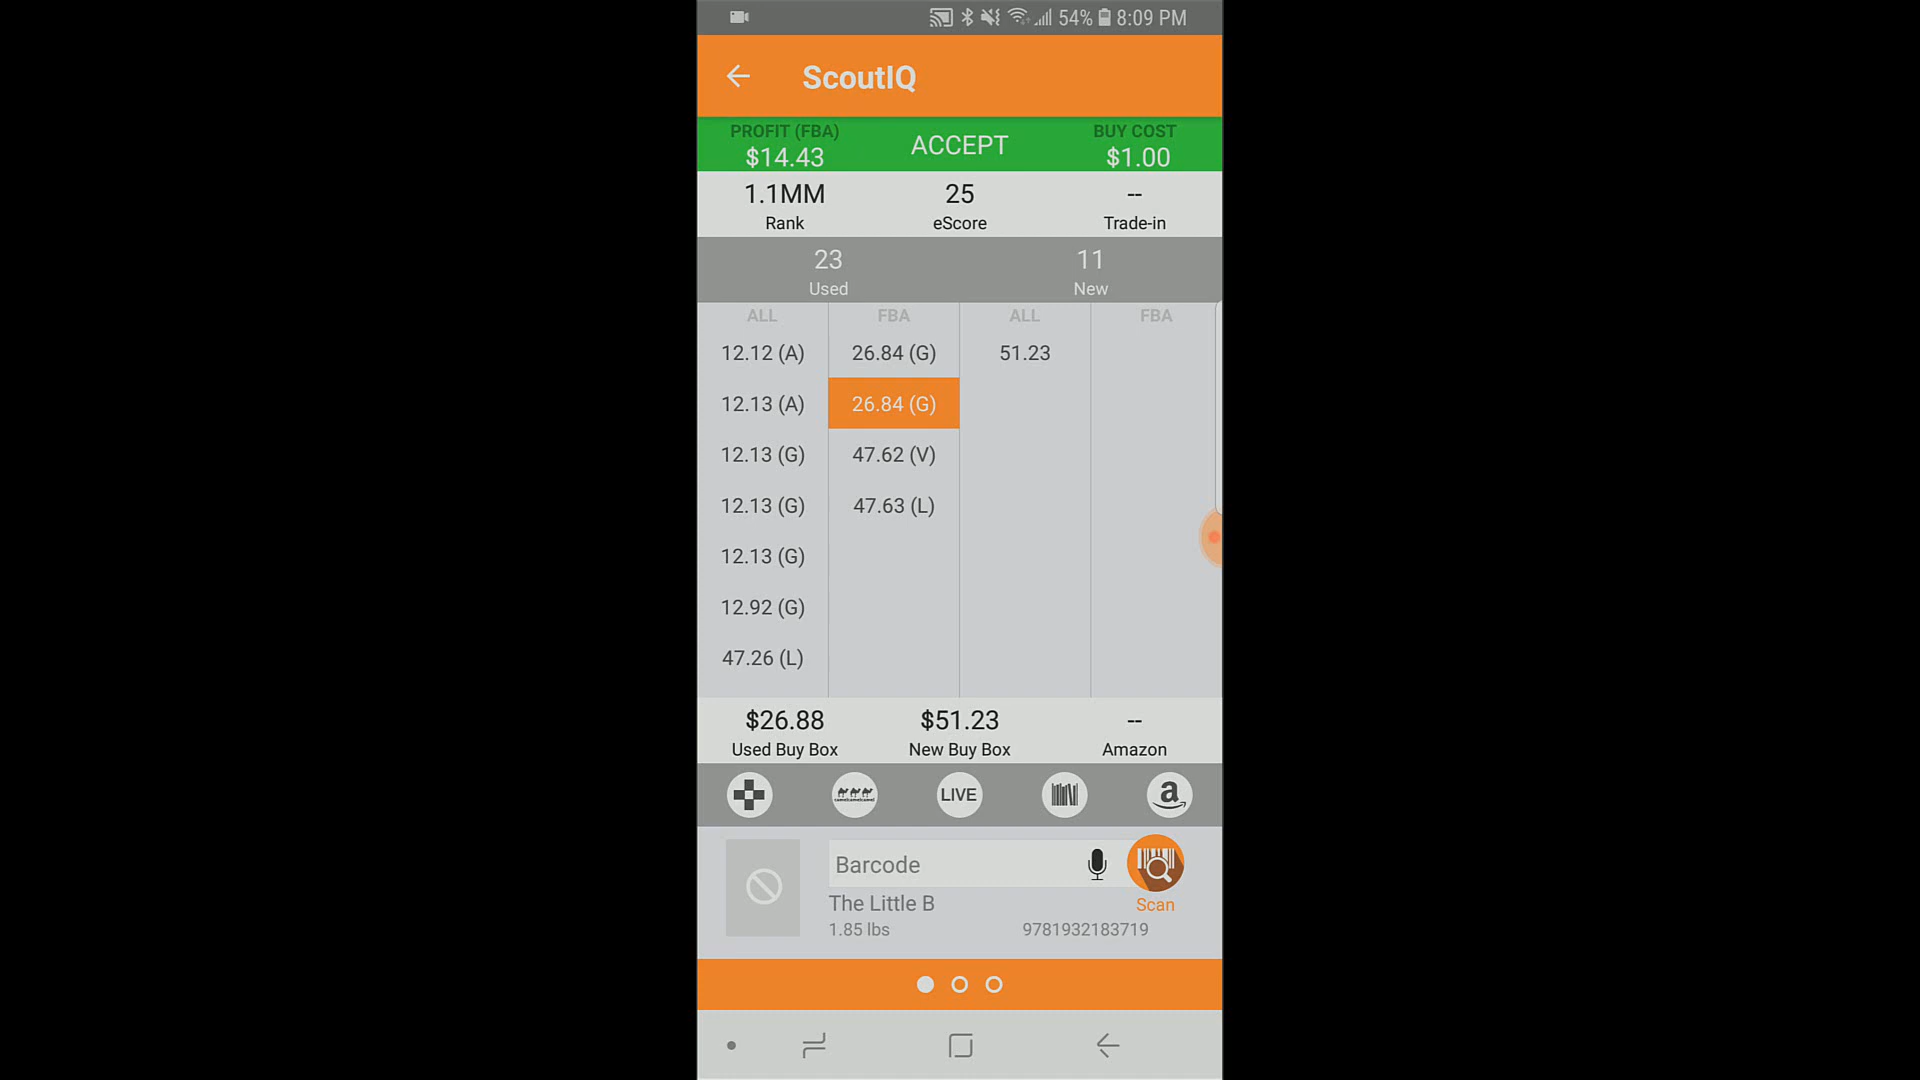 54% 8:09 PM
ScoutIQ
PROFIT (FBA) ACCEPT BUY COST
$14.43 $1.00
1.1MM 25 --
Rank eScore Trade-in
23 11
Used New
ALL FBA ALL FBA
12.12 (A) 26.84 (G) 51.23
12.13 (A) 26.84 (G)
12.13 (G) 47.62 (V)
12.13 (G) 47.63 (L)
12.13 (G)
12.92 (G)
47.26 (L)
$26.88 $51.23 --
Used Buy Box New Buy Box Amazon
camelcamelcamel LIVE a
Barcode
The Little B Scan
1.85 lbs 9781932183719